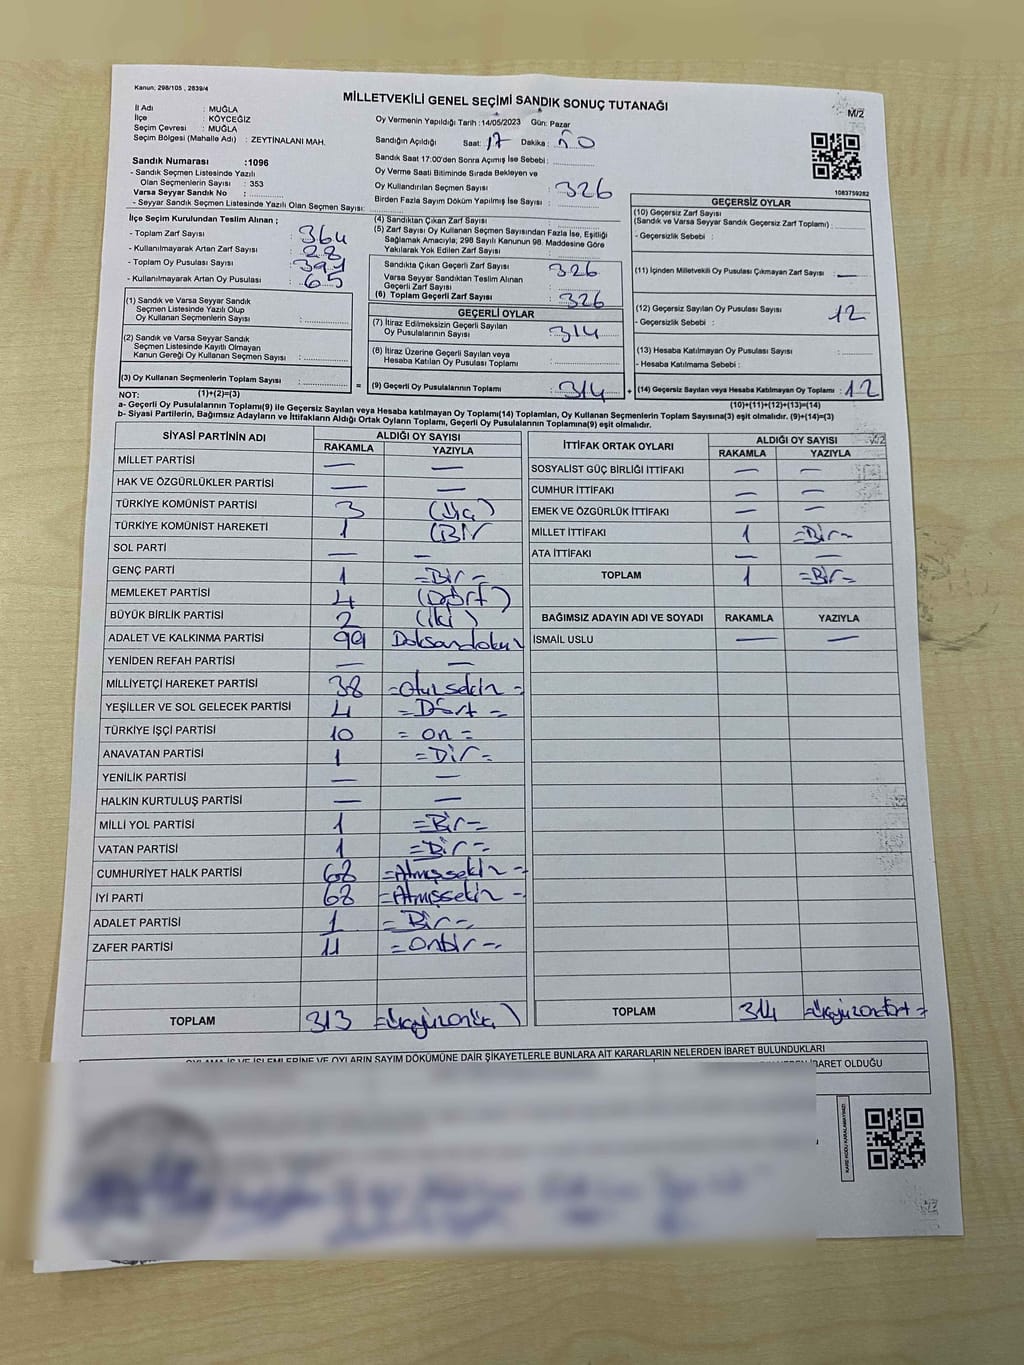 Kanun; 298/105 , 2839/4
MİLLETVEKİLİ GENEL SEÇİMİ SANDIK SONUÇ TUTANAĞI
M/2
İl Adı : MUĞLA
İlçe : KÖYCEĞİZ
Seçim Çevresi : MUĞLA
Seçim Bölgesi (Mahalle Adı) : ZEYTİNALANI MAH.
Sandık Numarası :1096
- Sandık Seçmen Listesinde Yazılı
Olan Seçmenlerin Sayısı : 353
Varsa Seyyar Sandık No :
- Seyyar Sandık Seçmen Listesinde Yazılı Olan Seçmen Sayısı:
Oy Vermenin Yapıldığı Tarih :14/05/2023 Gün: Pazar
Sandığın Açıldığı Saat: 17 Dakika:
Sandık Saat 17:00'den Sonra Açımış İse Sebebi :
Oy Verme Saati Bitiminde Sırada Bekleyen ve
Oy Kullandırılan Seçmen Sayısı : 326
Birden Fazla Sayım Döküm Yapılmış İse Sayısı :
1083759282
İlçe Seçim Kurulundan Teslim Alınan ;
- Toplam Zarf Sayısı : 364
- Kullanılmayarak Artan Zarf Sayısı : 28
- Toplam Oy Pusulası Sayısı :
- Kullanılmayarak Artan Oy Pusulası : 65
(1) Sandık ve Varsa Seyyar Sandık
Seçmen Listesinde Yazılı Olup
Oy Kullanan Seçmenlerin Sayısı :
(2) Sandık ve Varsa Seyyar Sandık
Seçmen Listesinde Kayıtlı Olmayan
Kanun Gereği Oy Kullanan Seçmen Sayısı :
(3) Oy Kullanan Seçmenlerin Toplam Sayısı :
(1)+(2)=(3)
(4) Sandıktan Çıkan Zarf Sayısı :
(5) Zarf Sayısı Oy Kullanan Seçmen Sayısından Fazla İse, Eşitliği
Sağlamak Amacıyla; 298 Sayılı Kanunun 98. Maddesine Göre
Yakılarak Yok Edilen Zarf Sayısı :
Sandıkta Çıkan Geçerli Zarf Sayısı : 326
Varsa Seyyar Sandıktan Teslim Alınan
Geçerli Zarf Sayısı :
(6) Toplam Geçerli Zarf Sayısı : 326
GEÇERLİ OYLAR
(7) İtiraz Edilmeksizin Geçerli Sayılan
Oy Pusulalarının Sayısı : 314
(8) İtiraz Üzerine Geçerli Sayılan veya
Hesaba Katılan Oy Pusulası Toplamı :
= (9) Geçerli Oy Pusulalarının Toplamı : 314
GEÇERSİZ OYLAR
(10) Geçersiz Zarf Sayısı
(Sandık ve Varsa Seyyar Sandık Geçersiz Zarf Toplamı) :
- Geçersizlik Sebebi :
(11) İçinden Milletvekili Oy Pusulası Çıkmayan Zarf Sayısı : —
(12) Geçersiz Sayılan Oy Pusulası Sayısı : 12
- Geçersizlik Sebebi :
(13) Hesaba Katılmayan Oy Pusulası Sayısı :
- Hesaba Katılmama Sebebi :
+ (14) Geçersiz Sayılan veya Hesaba Katılmayan Oy Toplamı : 12
(10)+(11)+(12)+(13)=(14)
NOT:
a- Geçerli Oy Pusulalarının Toplamı(9) ile Geçersiz Sayılan veya Hesaba katılmayan Oy Toplamı(14) Toplamları, Oy Kullanan Seçmenlerin Toplam Sayısına(3) eşit olmalıdır. (9)+(14)=(3)
b- Siyasi Partilerin, Bağımsız Adayların ve İttifakların Aldığı Ortak Oyların Toplamı, Geçerli Oy Pusulalarının Toplamına(9) eşit olmalıdır.
SİYASİ PARTİNİN ADI ALDIĞI OY SAYISI
RAKAMLA YAZIYLA
MİLLET PARTİSİ — —
HAK VE ÖZGÜRLÜKLER PARTİSİ — —
TÜRKİYE KOMÜNİST PARTİSİ 3 (Üç)
TÜRKİYE KOMÜNİST HAREKETİ 1 (Bir
SOL PARTİ — —
GENÇ PARTİ 1 =Bir=
MEMLEKET PARTİSİ 4 (Dört)
BÜYÜK BİRLİK PARTİSİ 2 (iki)
ADALET VE KALKINMA PARTİSİ 99 Doksandokuz
YENİDEN REFAH PARTİSİ — —
MİLLİYETÇİ HAREKET PARTİSİ 38 =Otuzsekiz=
YEŞİLLER VE SOL GELECEK PARTİSİ 4 =Dört=
TÜRKİYE İŞÇİ PARTİSİ 10 =on=
ANAVATAN PARTİSİ 1 =Bir=
YENİLİK PARTİSİ — —
HALKIN KURTULUŞ PARTİSİ — —
MİLLİ YOL PARTİSİ 1 =Bir=
VATAN PARTİSİ 1 =Bir=
CUMHURİYET HALK PARTİSİ 68 =Atmışsekiz=
İYİ PARTİ 68 =Atmışsekiz=
ADALET PARTİSİ 1 =Bir=
ZAFER PARTİSİ 11 =Onbir=
TOPLAM 313 =üçyüzonüç)
İTTİFAK ORTAK OYLARI ALDIĞI OY SAYISI
RAKAMLA YAZIYLA
SOSYALİST GÜÇ BİRLİĞİ İTTİFAKI — —
CUMHUR İTTİFAKI — —
EMEK VE ÖZGÜRLÜK İTTİFAKI — —
MİLLET İTTİFAKI 1 =Bir=
ATA İTTİFAKI — —
TOPLAM 1 =Bir=
BAĞIMSIZ ADAYIN ADI VE SOYADI RAKAMLA YAZIYLA
İSMAİL USLU — —
TOPLAM 314 =üçyüzondört=
OYLAMA İŞ VE İŞLEMLERİNE VE OYLARIN SAYIM DÖKÜMÜNE DAİR ŞİKAYETLERLE BUNLARA AİT KARARLARIN NELERDEN İBARET BULUNDUKLARI
İBARET OLDUĞU
KARE KODU KARALAMAYINIZ!